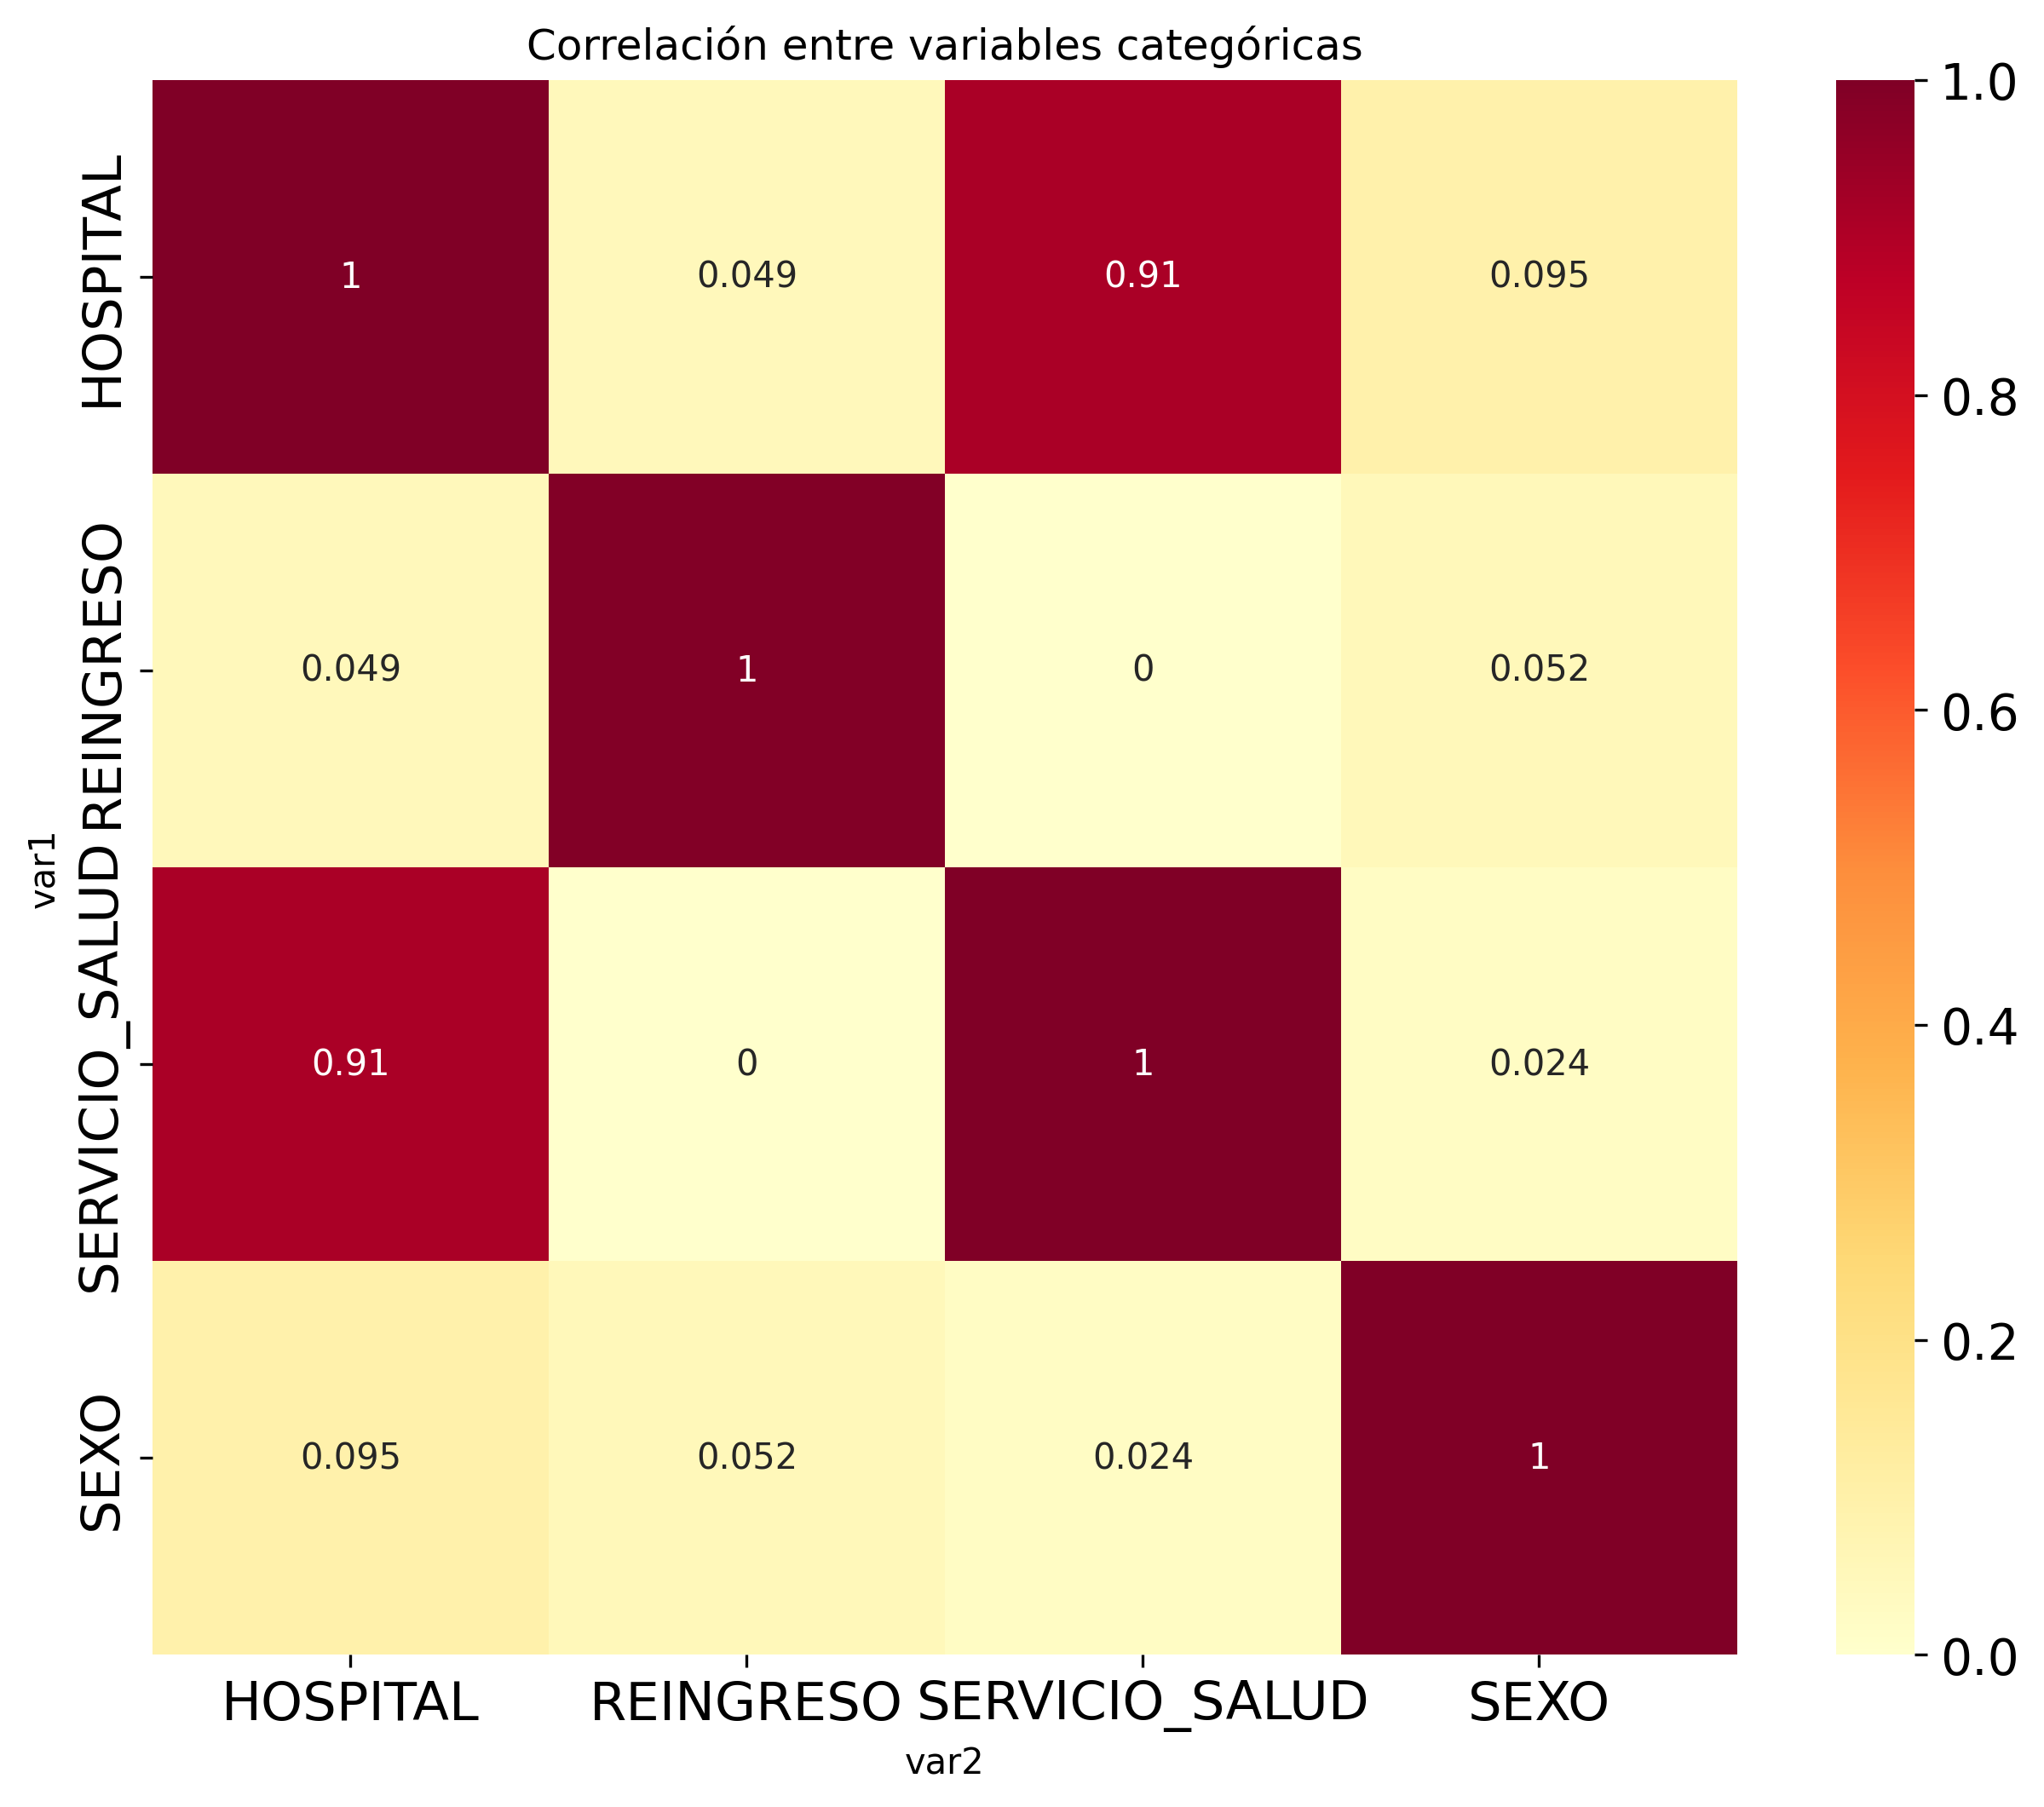 Correlación entre variables categóricas
var1
HOSPITAL
REINGRESO
SERVICIO_SALUD
SEXO
1 0.049 0.91 0.095
0.049 1 0 0.052
0.91 0 1 0.024
0.095 0.052 0.024 1
HOSPITAL REINGRESO SERVICIO_SALUD SEXO
var2
1.0
0.8
0.6
0.4
0.2
0.0